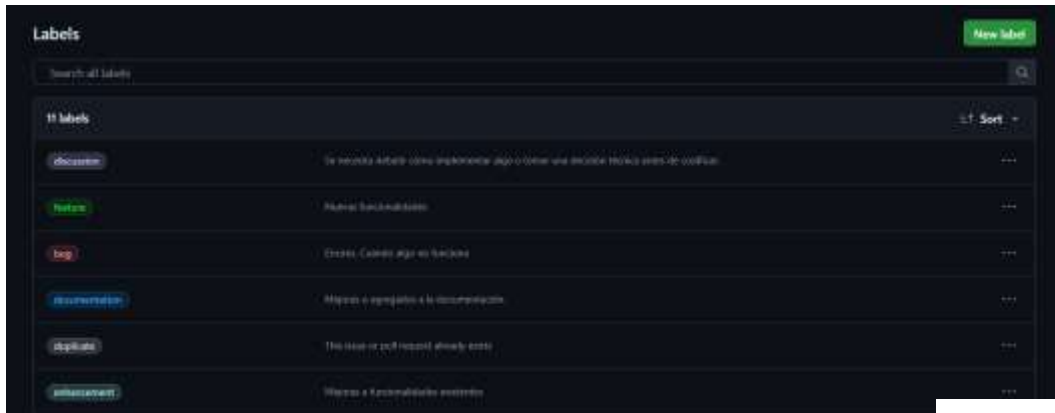 Labels
New label
Search all labels
11 labels
Sort
discussion
Se necesita debatir cómo implementar algo o tomar una decisión técnica antes de codificar.
feature
Nuevas funcionalidades
bug
Errores. Cuando algo no funciona
documentation
Mejoras o agregados a la documentación.
duplicate
This issue or pull request already exists
enhancement
Mejoras a funcionalidades existentes